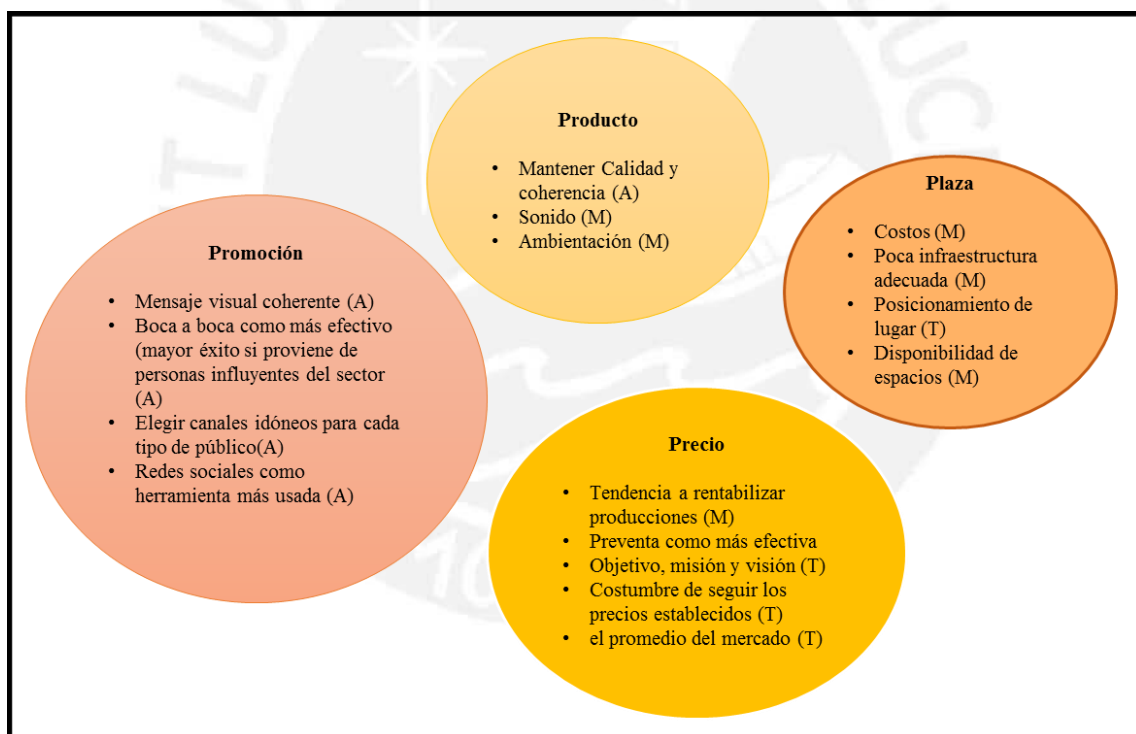 Producto
• Mantener Calidad y
coherencia (A)
• Sonido (M)
• Ambientación (M)
Plaza
• Costos (M)
• Poca infraestructura
adecuada (M)
• Posicionamiento de
lugar (T)
• Disponibilidad de
espacios (M)
Promoción
• Mensaje visual coherente (A)
• Boca a boca como más efectivo
(mayor éxito si proviene de
personas influyentes del sector
(A)
• Elegir canales idóneos para cada
tipo de público(A)
• Redes sociales como
herramienta más usada (A)
Precio
• Tendencia a rentabilizar
producciones (M)
• Preventa como más efectiva
• Objetivo, misión y visión (T)
• Costumbre de seguir los
precios establecidos (T)
• el promedio del mercado (T)